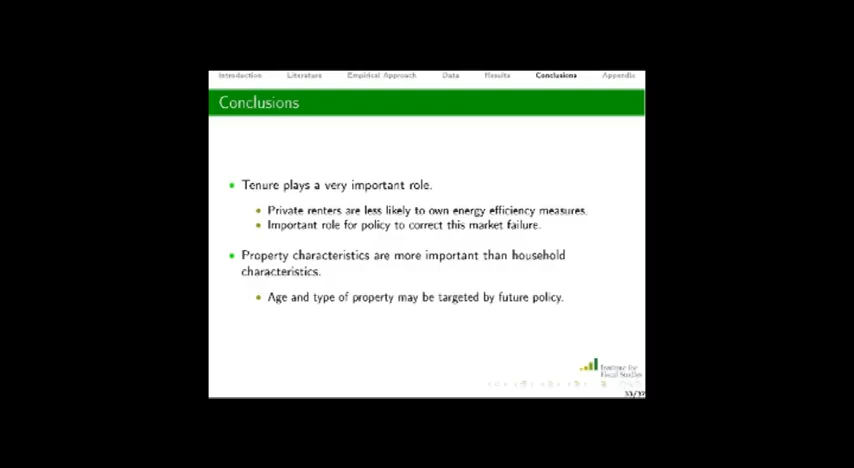 Introduction Literature Empirical Approach Data Results Conclusions Appendix
Conclusions
Tenure plays a very important role.
Private renters are less likely to own energy efficiency measures.
Important role for policy to correct this market failure.
Property characteristics are more important than household
characteristics.
Age and type of property may be targeted by future policy.
Institute for
Fiscal Studies